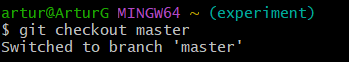 artur@ArturG MINGW64 ~ (experiment)
$ git checkout master
Switched to branch 'master'